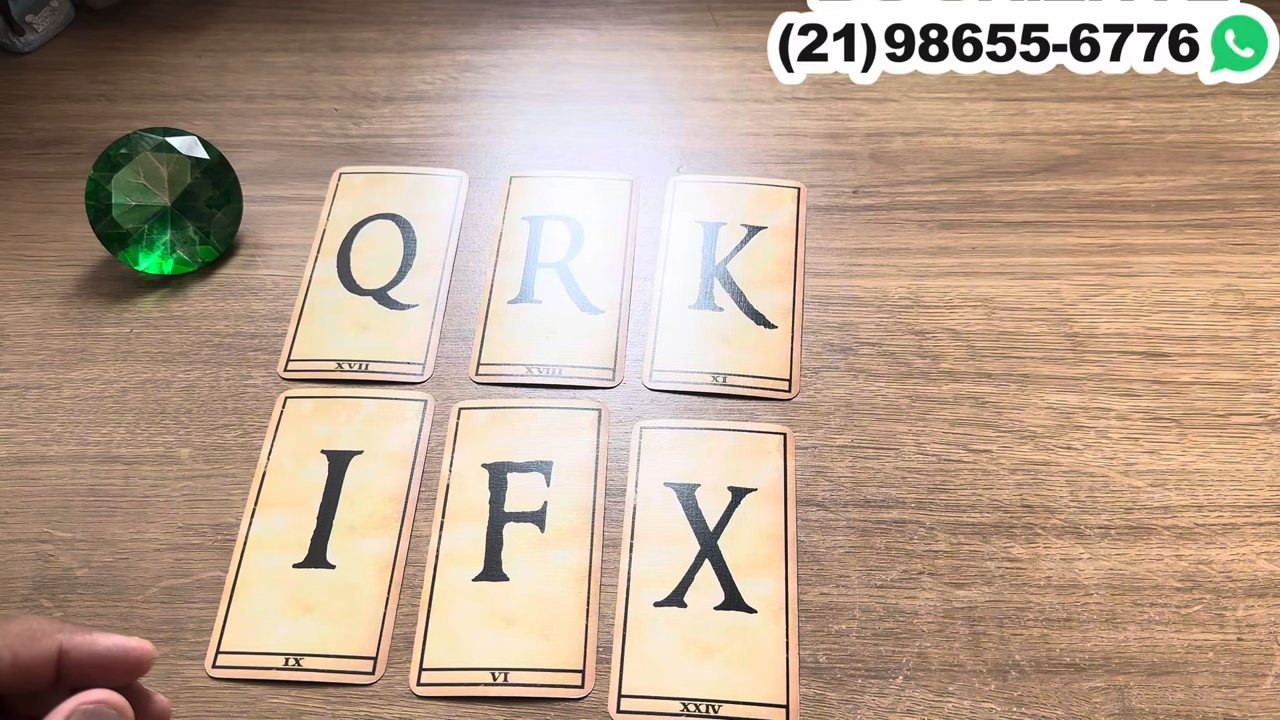 (21)98655-6776
Q R K
XVII XVIII XI
I F X
IX VI XXIV